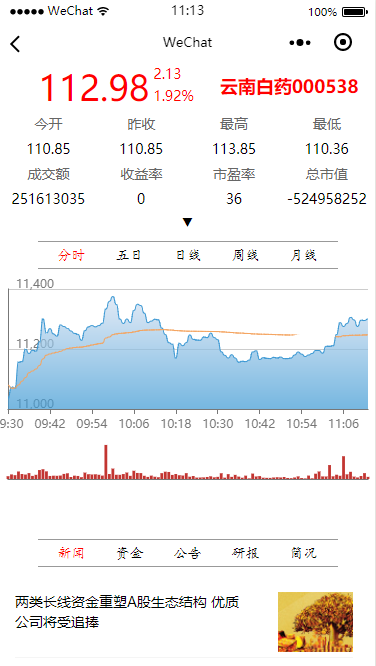 WeChat 11:13 100%
WeChat
112.98 2.13 1.92% 云南白药000538
今开 昨收 最高 最低
110.85 110.85 113.85 110.36
成交额 收益率 市盈率 总市值
251613035 0 36 -524958252
▼
分时 五日 日线 周线 月线
11,400
11,200
11,000
9:30 09:42 09:54 10:06 10:18 10:30 10:42 10:54 11:06
新闻 资金 公告 研报 简况
两类长线资金重塑A股生态结构 优质
公司将受追捧